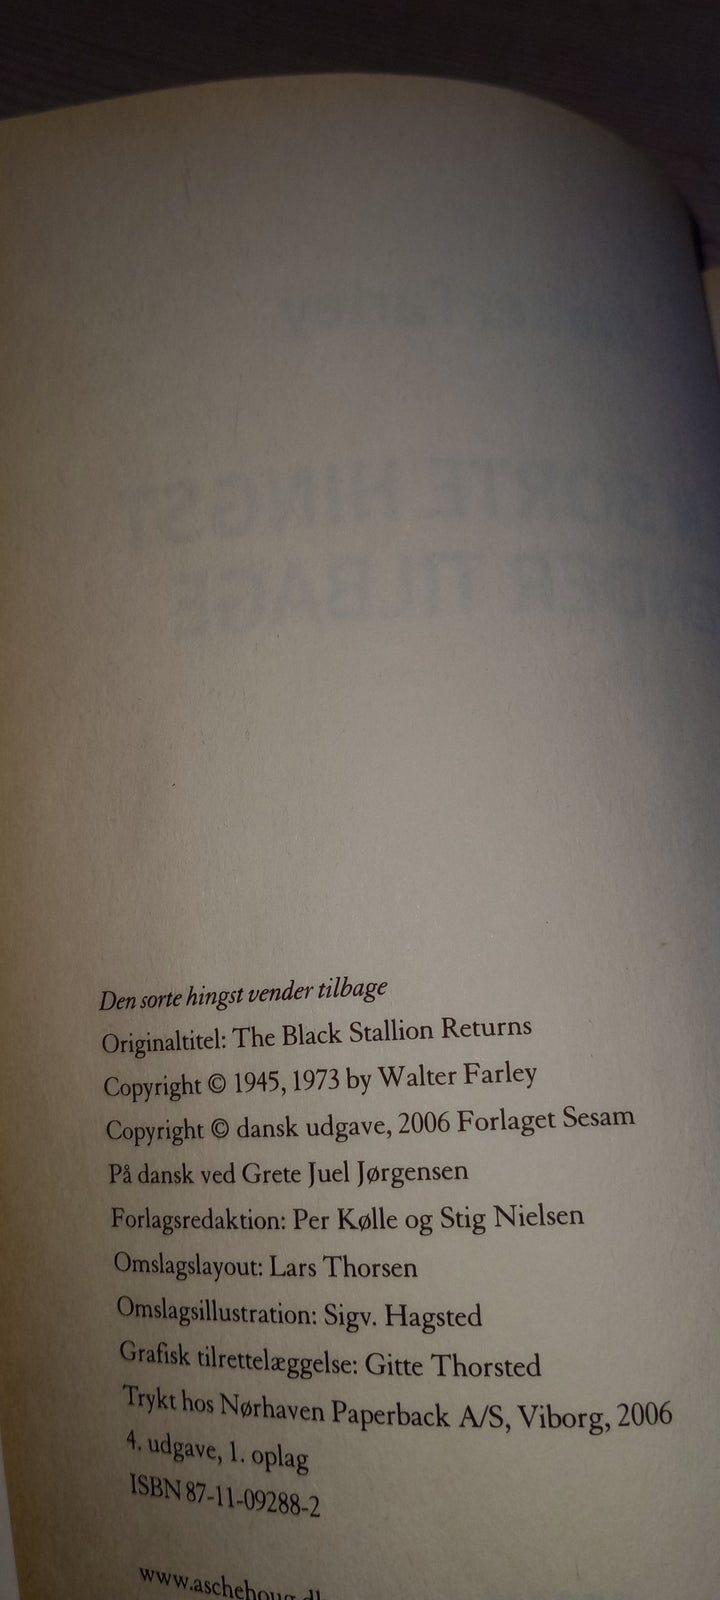 Den sorte hingst vender tilbage
Originaltitel: The Black Stallion Returns
Copyright © 1945, 1973 by Walter Farley
Copyright © dansk udgave, 2006 Forlaget Sesam
På dansk ved Grete Juel Jørgensen
Forlagsredaktion: Per Kølle og Stig Nielsen
Omslagslayout: Lars Thorsen
Omslagsillustration: Sigv. Hagsted
Grafisk tilrettelæggelse: Gitte Thorsted
Trykt hos Nørhaven Paperback A/S, Viborg, 2006
4. udgave, 1. oplag
ISBN 87-11-09288-2
www.aschehoug.dk